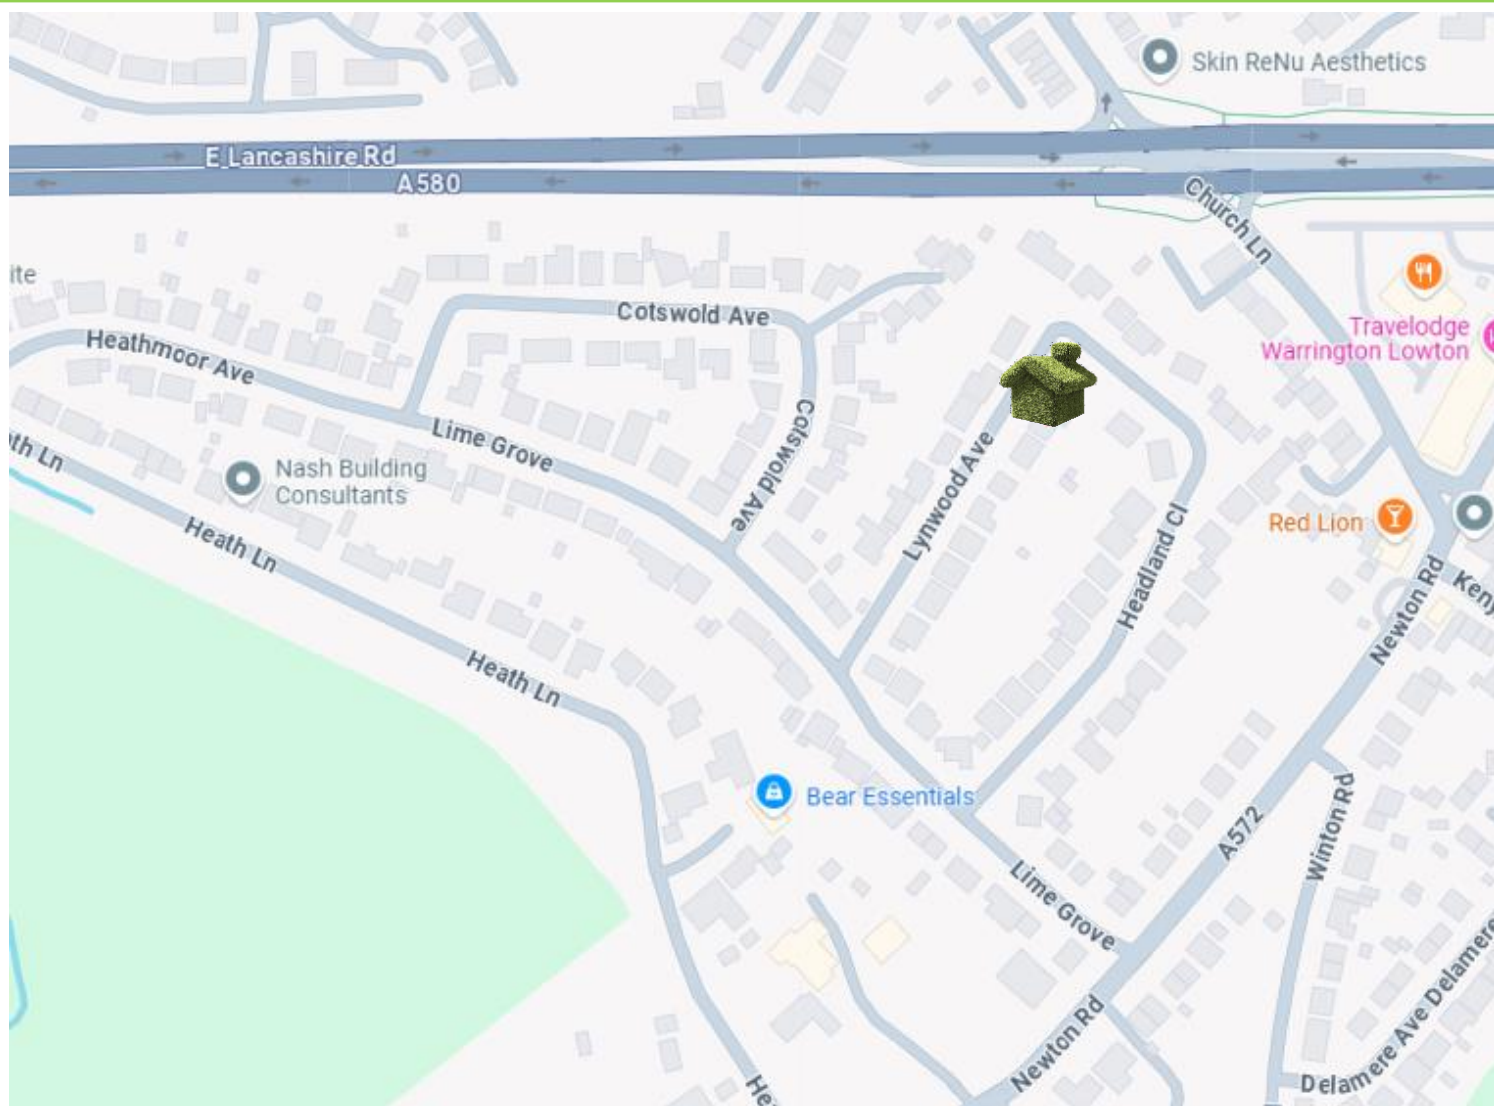 Skin ReNu Aesthetics
E Lancashire Rd
A580
Church Ln
ite
Cotswold Ave
Travelodge
Warrington Lowton
Heathmoor Ave
Cotswold Ave
Lime Grove
th Ln
Nash Building
Consultants
Lynwood Ave
Red Lion
Heath Ln
Headland Cl
Newton Rd
Keny
Heath Ln
Bear Essentials
A572
Winton Rd
Lime Grove
Delamere Ave
Delamere
Newton Rd
Hea